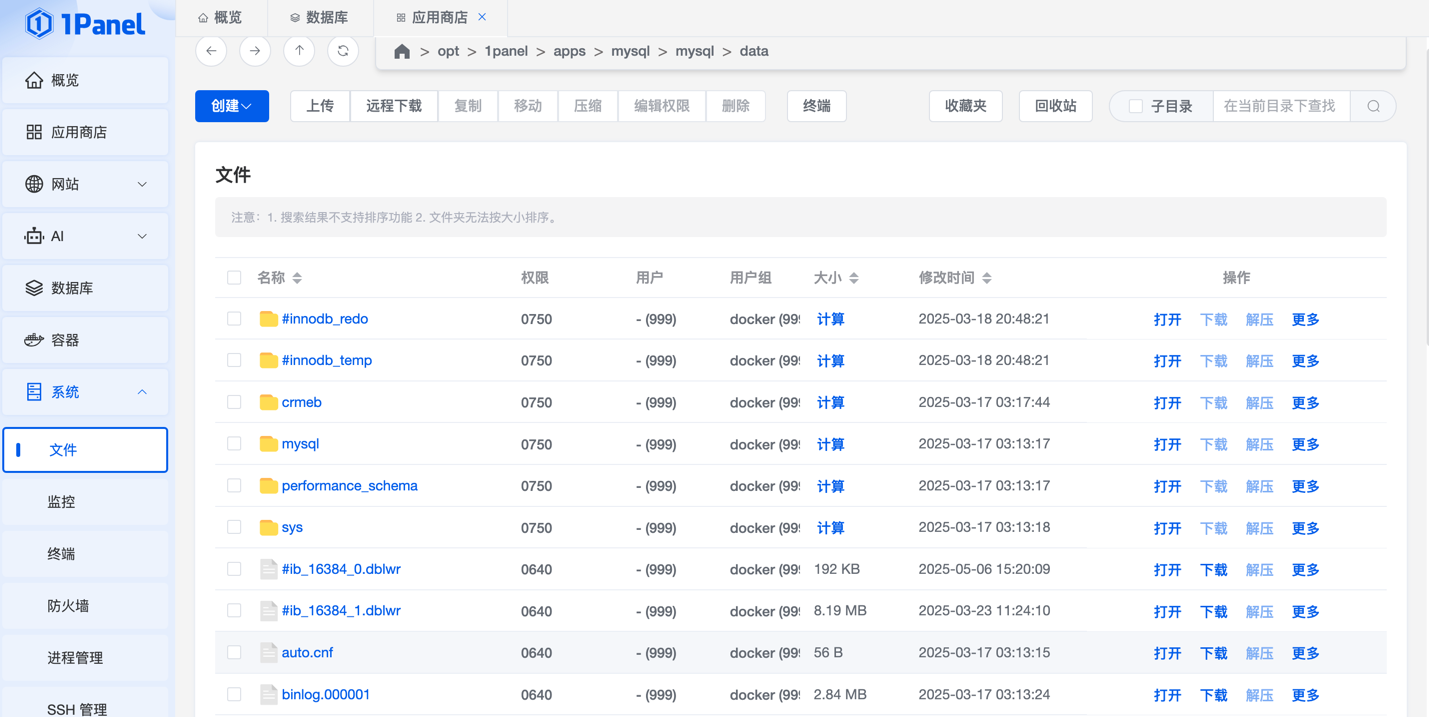 1Panel
概览 数据库 应用商店
> opt > 1panel > apps > mysql > mysql > data
概览
应用商店
网站
AI
数据库
容器
系统
文件
监控
终端
防火墙
进程管理
SSH 管理
创建 上传 远程下载 复制 移动 压缩 编辑权限 删除 终端 收藏夹 回收站 子目录 在当前目录下查找
文件
注意：1. 搜索结果不支持排序功能 2. 文件夹无法按大小排序。
名称 权限 用户 用户组 大小 修改时间 操作
#innodb_redo 0750 - (999) docker (999 计算 2025-03-18 20:48:21 打开 下载 解压 更多
#innodb_temp 0750 - (999) docker (999 计算 2025-03-18 20:48:21 打开 下载 解压 更多
crmeb 0750 - (999) docker (999 计算 2025-03-17 03:17:44 打开 下载 解压 更多
mysql 0750 - (999) docker (999 计算 2025-03-17 03:13:17 打开 下载 解压 更多
performance_schema 0750 - (999) docker (999 计算 2025-03-17 03:13:17 打开 下载 解压 更多
sys 0750 - (999) docker (999 计算 2025-03-17 03:13:18 打开 下载 解压 更多
#ib_16384_0.dblwr 0640 - (999) docker (999 192 KB 2025-05-06 15:20:09 打开 下载 解压 更多
#ib_16384_1.dblwr 0640 - (999) docker (999 8.19 MB 2025-03-23 11:24:10 打开 下载 解压 更多
auto.cnf 0640 - (999) docker (999 56 B 2025-03-17 03:13:15 打开 下载 解压 更多
binlog.000001 0640 - (999) docker (999 2.84 MB 2025-03-17 03:13:24 打开 下载 解压 更多